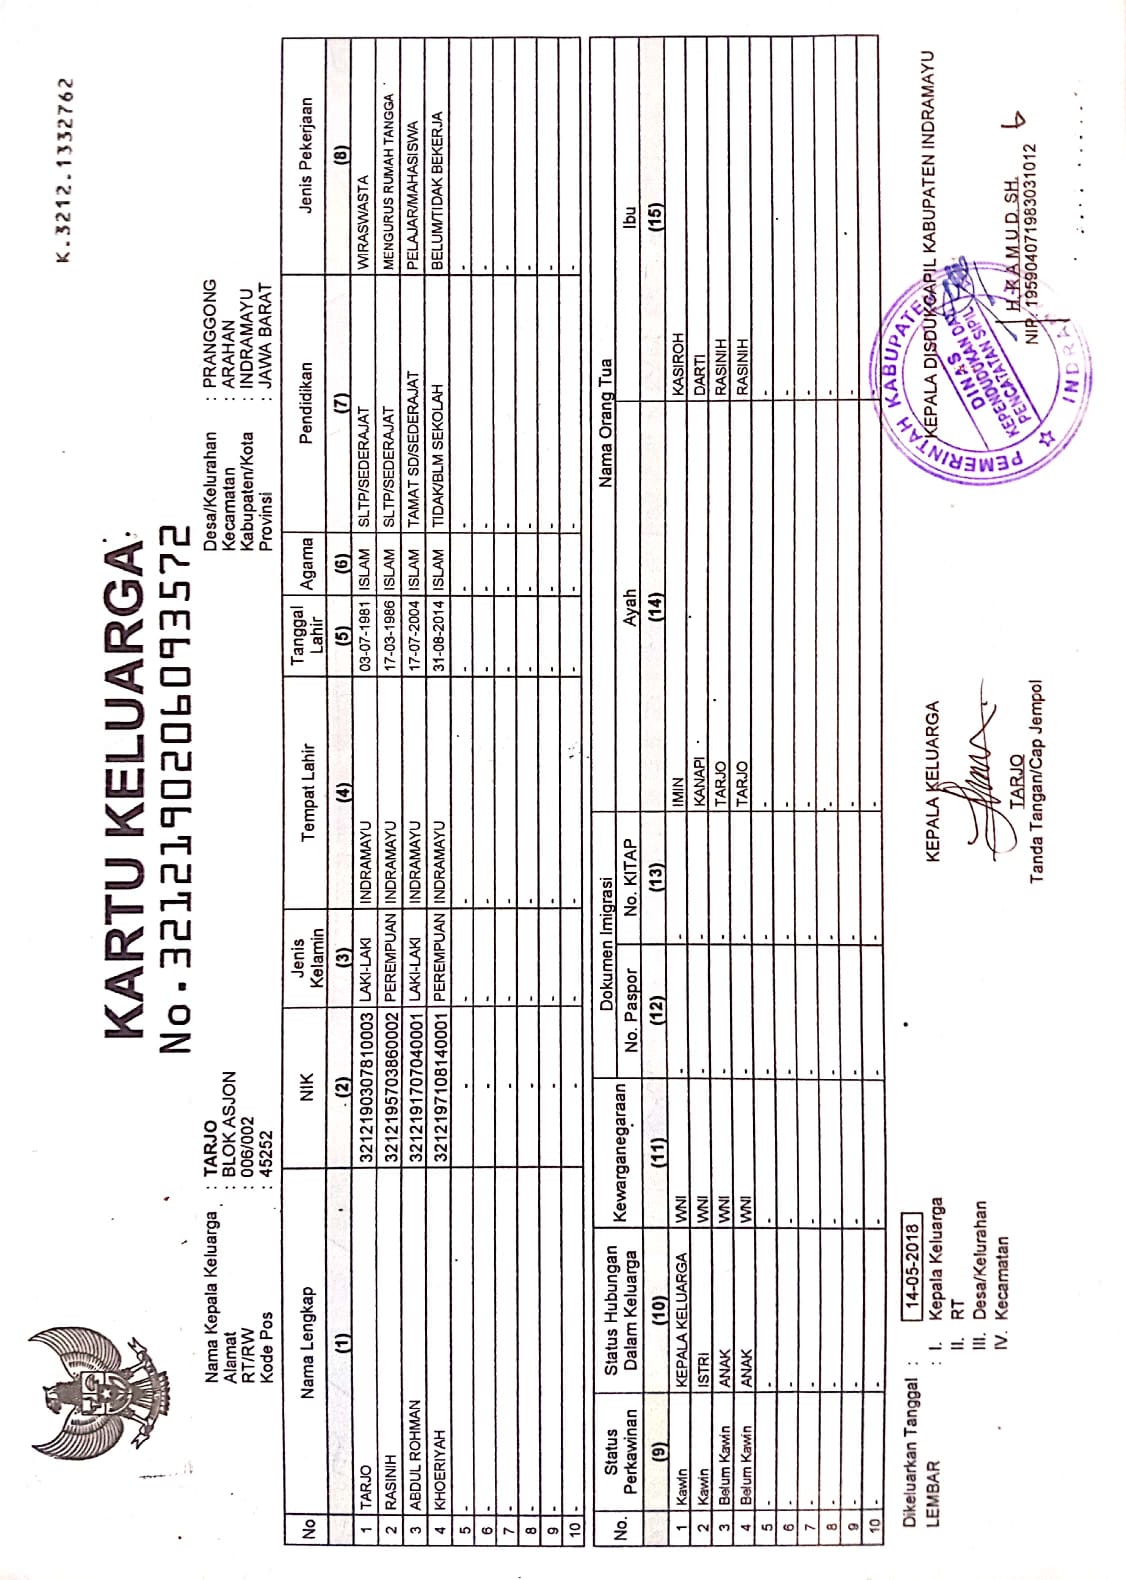 K.3212.1332762
KARTU KELUARGA
No.3212190206093572
Nama Kepala Keluarga : TARJO
Alamat : BLOK ASJON
RT/RW : 006/002
Kode Pos : 45252
Desa/Kelurahan : PRANGGONG
Kecamatan : ARAHAN
Kabupaten/Kota : INDRAMAYU
Provinsi : JAWA BARAT
No Nama Lengkap NIK Jenis Kelamin Tempat Lahir Tanggal Lahir Agama Pendidikan Jenis Pekerjaan
(1) (2) (3) (4) (5) (6) (7) (8)
1 TARJO 3212190307810003 LAKI-LAKI INDRAMAYU 03-07-1981 ISLAM SLTP/SEDERAJAT WIRASWASTA
2 RASINIH 3212195703860002 PEREMPUAN INDRAMAYU 17-03-1986 ISLAM SLTP/SEDERAJAT MENGURUS RUMAH TANGGA
3 ABDUL ROHMAN 3212191707040001 LAKI-LAKI INDRAMAYU 17-07-2004 ISLAM TAMAT SD/SEDERAJAT PELAJAR/MAHASISWA
4 KHOERIYAH 3212197108140001 PEREMPUAN INDRAMAYU 31-08-2014 ISLAM TIDAK/BLM SEKOLAH BELUM/TIDAK BEKERJA
5 - - - - - - - -
6 - - - - - - - -
7 - - - - - - - -
8 - - - - - - - -
9 - - - - - - - -
10 - - - - - - - -
No. Status Perkawinan Status Hubungan Dalam Keluarga Kewarganegaraan Dokumen Imigrasi Nama Orang Tua
No. Paspor No. KITAP Ayah Ibu
(9) (10) (11) (12) (13) (14) (15)
1 Kawin KEPALA KELUARGA WNI - - IMIN KASIROH
2 Kawin ISTRI WNI - - KANAPI DARTI
3 Belum Kawin ANAK WNI - - TARJO RASINIH
4 Belum Kawin ANAK WNI - - TARJO RASINIH
5 - - - - - - -
6 - - - - - - -
7 - - - - - - -
8 - - - - - - -
9 - - - - - - -
10 - - - - - - -
Dikeluarkan Tanggal : 14-05-2018
LEMBAR : I. Kepala Keluarga
II. RT
III. Desa/Kelurahan
IV. Kecamatan
KEPALA KELUARGA
TARJO
Tanda Tangan/Cap Jempol
KEPALA DISDUKCAPIL KABUPATEN INDRAMAYU
PEMERINTAH KABUPATEN
DINAS
KEPENDUDUKAN DAN
PENCATATAN SIPIL
H. KAMUD, SH.
NIP. 195904071983031012